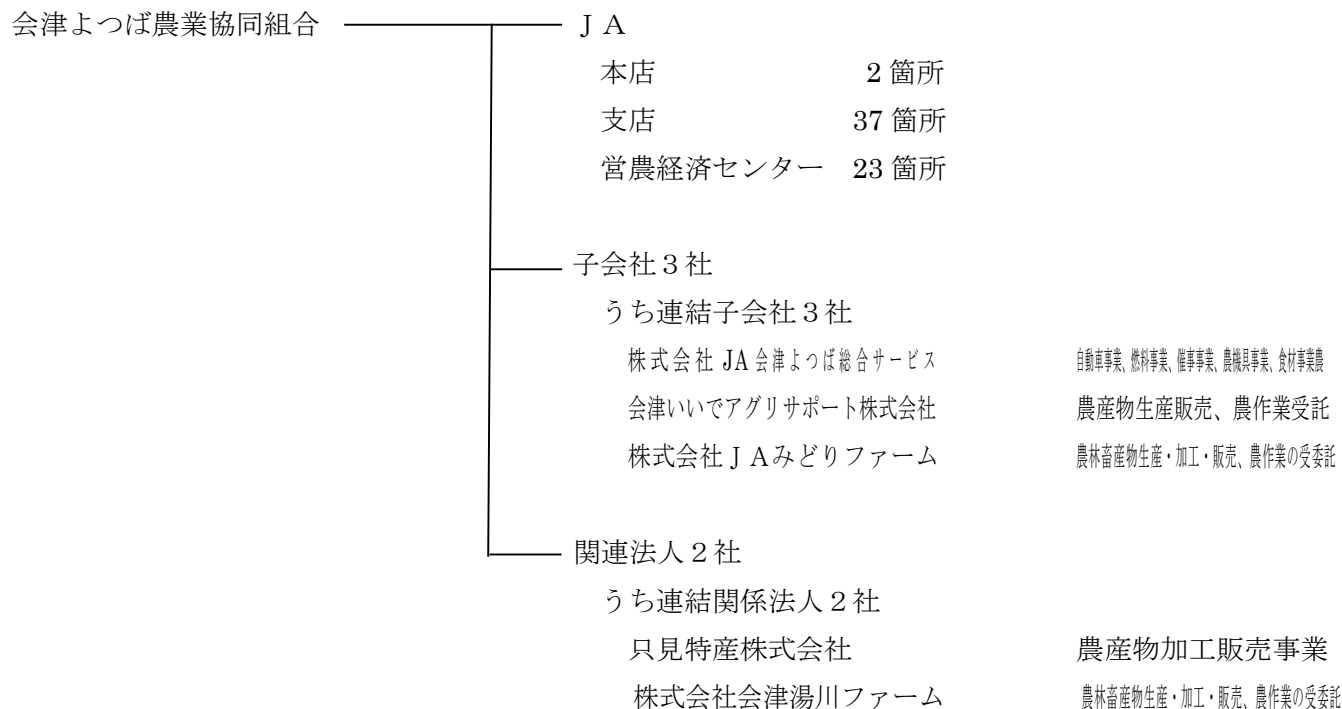 会津よつば農業協同組合 ＪＡ
本店 2 箇所
支店 37 箇所
営農経済センター 23 箇所
子会社３社
うち連結子会社３社
株式会社 JA 会津よつば総合サービス 自動車事業、燃料事業、催事事業、農機具事業、食材事業農
会津いいでアグリサポート株式会社 農産物生産販売、農作業受託
株式会社ＪＡみどりファーム 農林畜産物生産・加工・販売、農作業の受委託
関連法人２社
うち連結関係法人２社
只見特産株式会社 農産物加工販売事業
株式会社会津湯川ファーム 農林畜産物生産・加工・販売、農作業の受委託